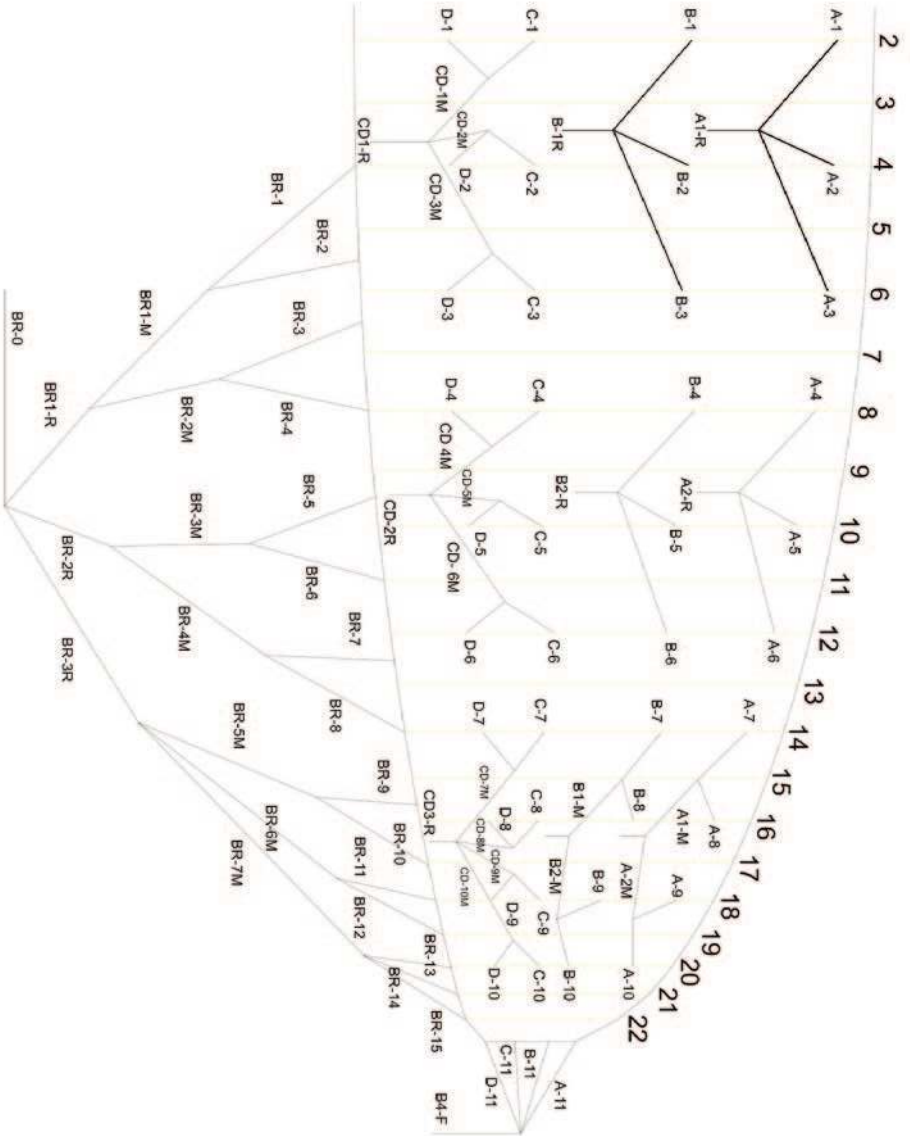 2 3 4 5 6 7 8 9 10 11 12 13 14 15 16 17 18 19 20 21 22
A-1 A-2 A-3 A-4 A-5 A-6 A-7 A-8 A-9 A-10 A-11
A1-R A2-R A1-M A-2M
B-1 B-2 B-3 B-4 B-5 B-6 B-7 B-8 B-9 B-10 B-11
B-1R B2-R B1-M B2-M
C-1 C-2 C-3 C-4 C-5 C-6 C-7 C-8 C-9 C-10 C-11
D-1 D-2 D-3 D-4 D-5 D-6 D-7 D-8 D-9 D-10 D-11
CD-1M CD-2M CD-3M CD 4M CD-5M CD- 6M CD-7M CD-8M CD-9M CD-10M
CD1-R CD-2R CD3-R
BR-1 BR-2 BR-3 BR-4 BR-5 BR-6 BR-7 BR-8 BR-9 BR-10 BR-11 BR-12 BR-13 BR-14 BR-15
BR1-M BR-2M BR-3M BR-4M BR-5M BR-6M BR-7M
BR1-R BR-2R BR-3R
BR-0
B4-F